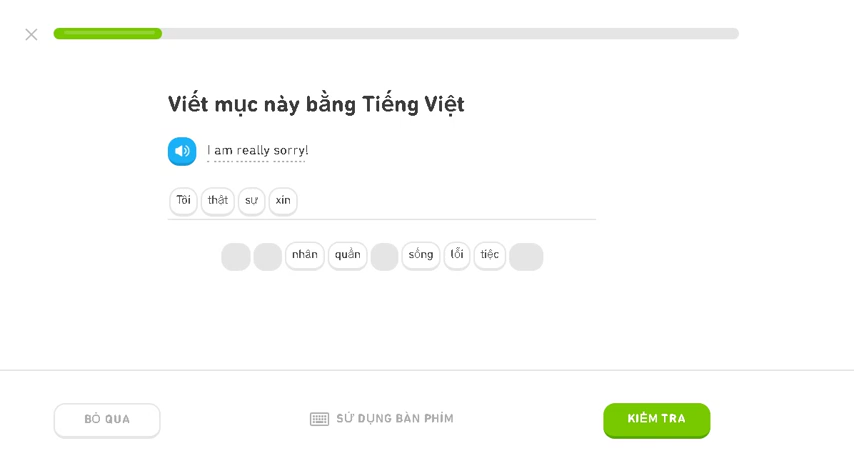 Viết mục này bằng Tiếng Việt
I am really sorry!
Tôi thật sự xin
nhân quần sống lỗi tiệc
BỎ QUA SỬ DỤNG BÀN PHÍM KIỂM TRA